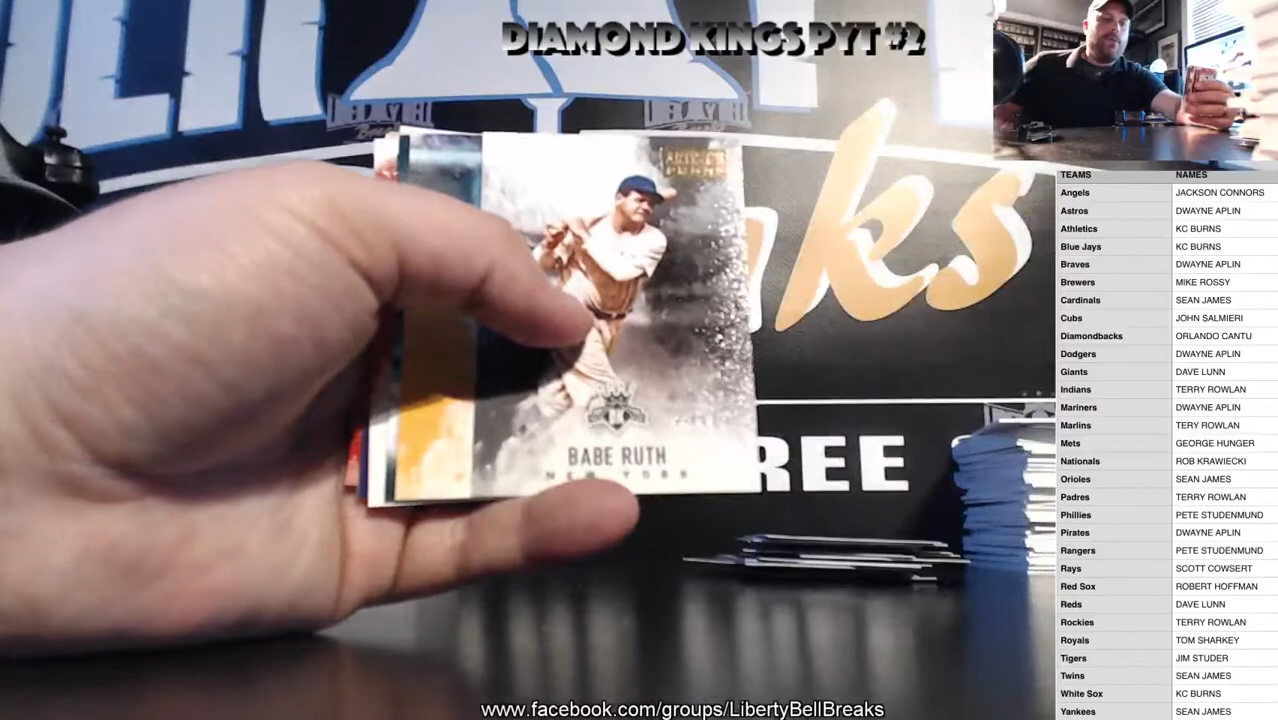 DIAMOND KINGS PYT #2
ks
REE
BABE RUTH
NEW YORK
TEAMS NAMES
Angels JACKSON CONNORS
Astros DWAYNE APLIN
Athletics KC BURNS
Blue Jays KC BURNS
Braves DWAYNE APLIN
Brewers MIKE ROSSY
Cardinals SEAN JAMES
Cubs JOHN SALMIERI
Diamondbacks ORLANDO CANTU
Dodgers DWAYNE APLIN
Giants DAVE LUNN
Indians TERRY ROWLAN
Mariners DWAYNE APLIN
Marlins TERY ROWLAN
Mets GEORGE HUNGER
Nationals ROB KRAWIECKI
Orioles SEAN JAMES
Padres TERRY ROWLAN
Phillies PETE STUDENMUND
Pirates DWAYNE APLIN
Rangers PETE STUDENMUND
Rays SCOTT COWSERT
Red Sox ROBERT HOFFMAN
Reds DAVE LUNN
Rockies TERRY ROWLAN
Royals TOM SHARKEY
Tigers JIM STUDER
Twins SEAN JAMES
White Sox KC BURNS
Yankees SEAN JAMES
www.facebook.com/groups/LibertyBellBreaks